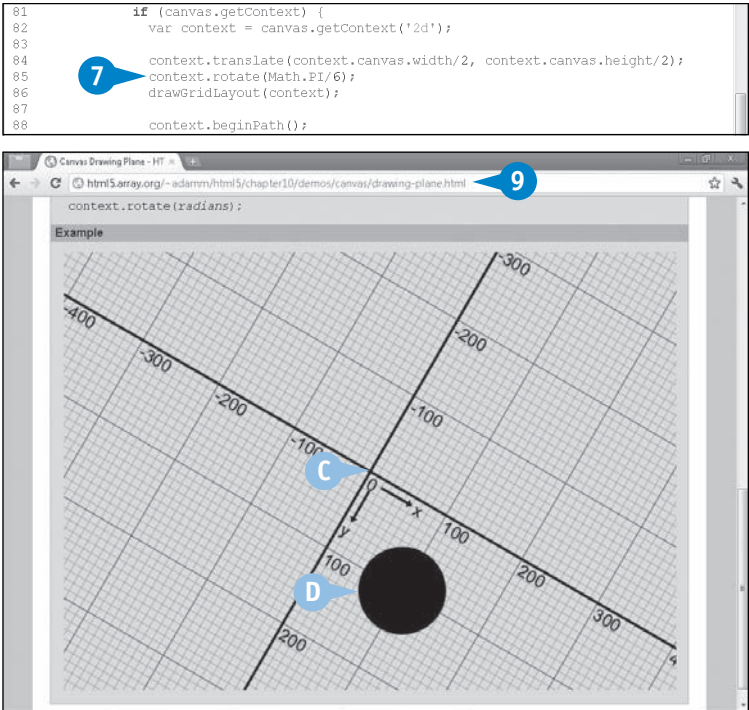 81 if (canvas.getContext) {
82 var context = canvas.getContext('2d');
83
84 context.translate(context.canvas.width/2, context.canvas.height/2);
7
85 context.rotate(Math.PI/6);
86 drawGridLayout(context);
87
88 context.beginPath();
Canvas Drawing Plane - HT
html5.array.org/~adamm/html5/chapter10/demos/canvas/drawing-plane.html
9
context.rotate(radians);
Example
-300
-400
-200
-300
-200
-100
-100
C
0
x
y
100
100
200
D
300
200
4